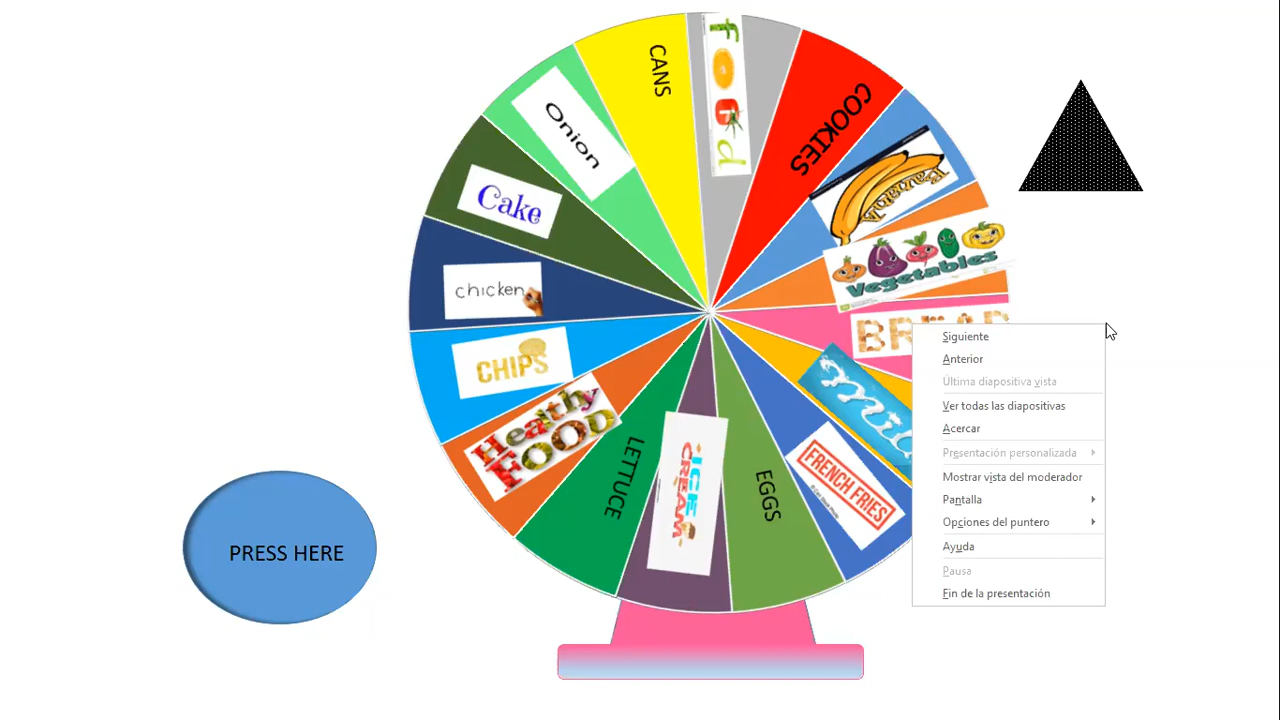 CANS
food
COOKIES
Onion
Banana
Cake
Vegetables
chicken
BREAD
CHIPS
Healthy
FOOD
LETTUCE
ICE
CREAM
EGGS
FRENCH FRIES
PRESS HERE
Siguiente
Anterior
Última diapositiva vista
Ver todas las diapositivas
Acercar
Presentación personalizada
Mostrar vista del moderador
Pantalla
Opciones del puntero
Ayuda
Pausa
Fin de la presentación